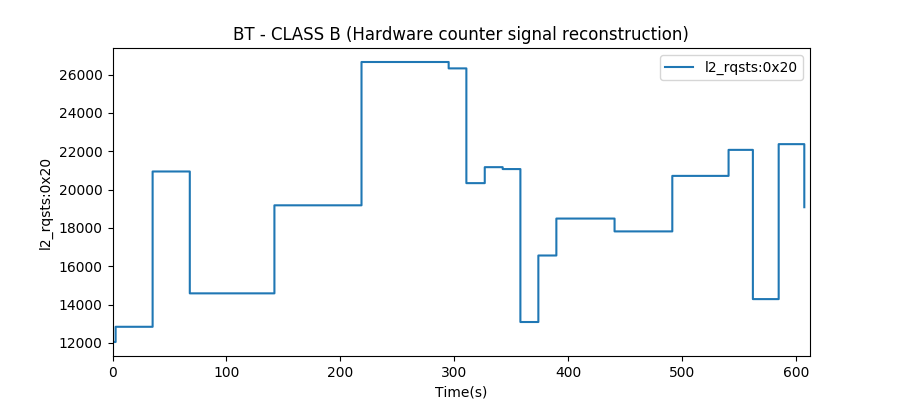 BT - CLASS B (Hardware counter signal reconstruction)
l2_rqsts:0x20
26000
24000
22000
20000
18000
16000
14000
12000
l2_rqsts:0x20
0 100 200 300 400 500 600
Time(s)